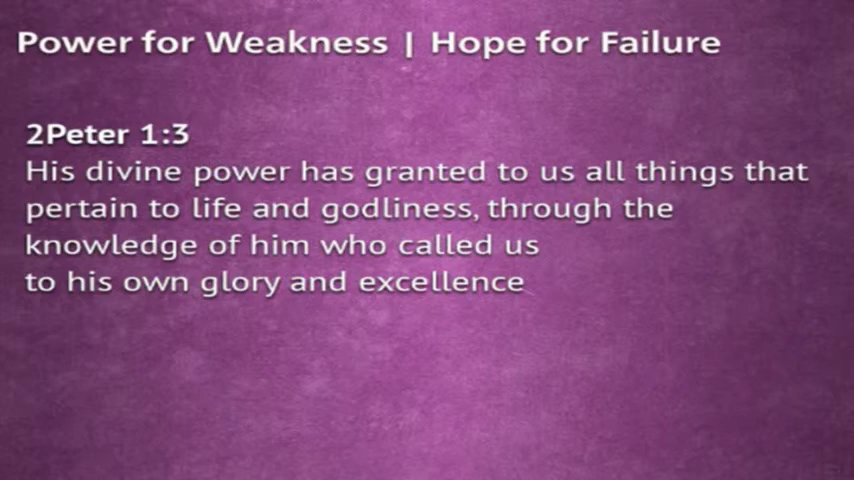 Power for Weakness | Hope for Failure
2Peter 1:3
His divine power has granted to us all things that
pertain to life and godliness, through the
knowledge of him who called us
to his own glory and excellence